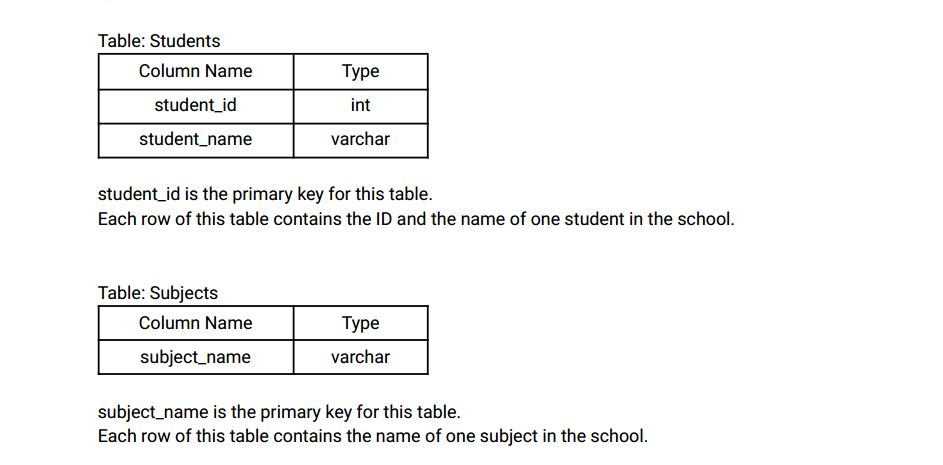 Table: Students
Column Name Type
student_id int
student_name varchar
student_id is the primary key for this table.
Each row of this table contains the ID and the name of one student in the school.
Table: Subjects
Column Name Type
subject_name varchar
subject_name is the primary key for this table.
Each row of this table contains the name of one subject in the school.